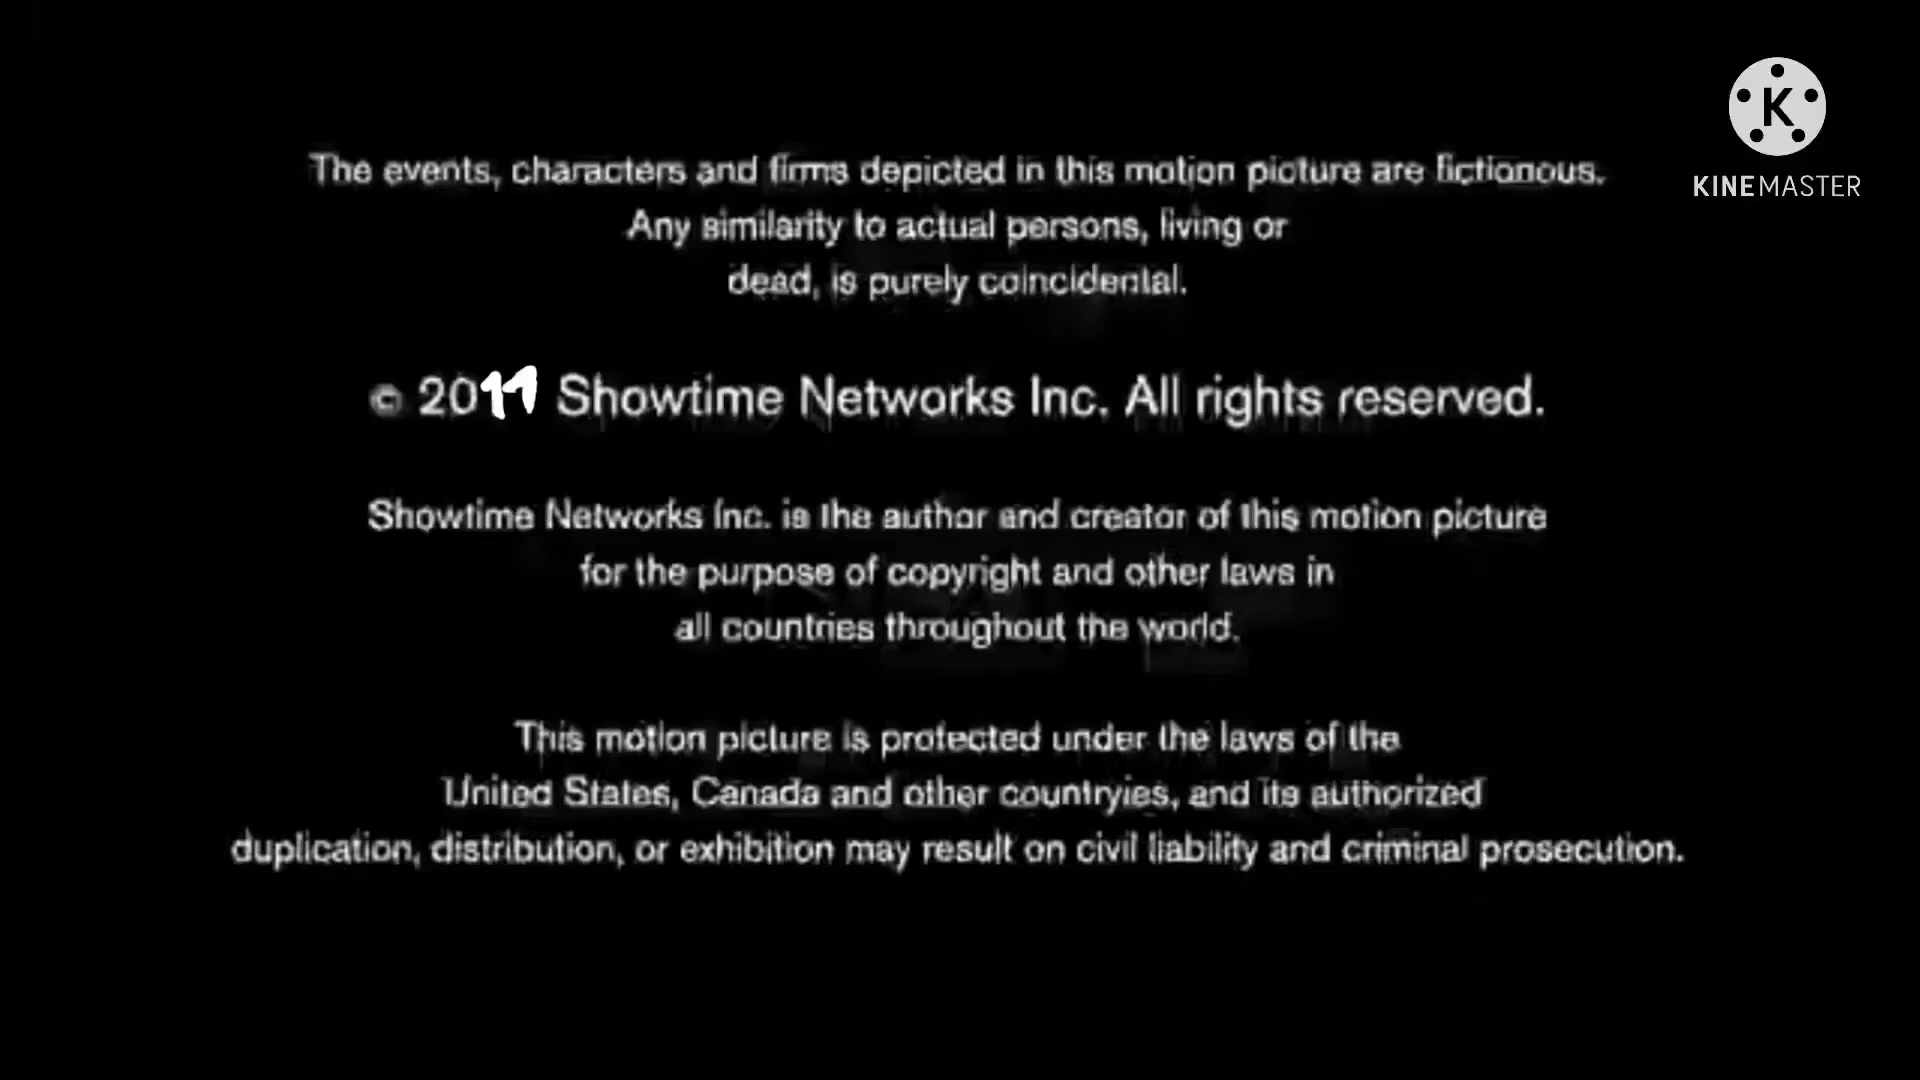 The events, characters and firms depicted in this motion picture are fictionous.
Any similarity to actual persons, living or
dead, is purely coincidental.
© 2011 Showtime Networks Inc. All rights reserved.
Showtime Networks Inc. is the author and creator of this motion picture
for the purpose of copyright and other laws in
all countries throughout the world.
This motion picture is protected under the laws of the
United States, Canada and other countryies, and its authorized
duplication, distribution, or exhibition may result on civil liability and criminal prosecution.
K
KINEMASTER